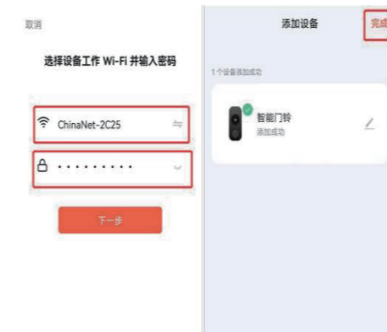 取消
选择设备工作 Wi-Fi 并输入密码
ChinaNet-2C25
• • • • • • • • •
下一步
添加设备
完成
1 个设备添加成功
智能门铃
添加成功